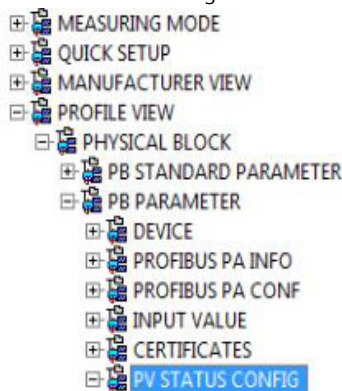 MEASURING MODE
QUICK SETUP
MANUFACTURER VIEW
PROFILE VIEW
PHYSICAL BLOCK
PB STANDARD PARAMETER
PB PARAMETER
DEVICE
PROFIBUS PA INFO
PROFIBUS PA CONF
INPUT VALUE
CERTIFICATES
PV STATUS CONFIG